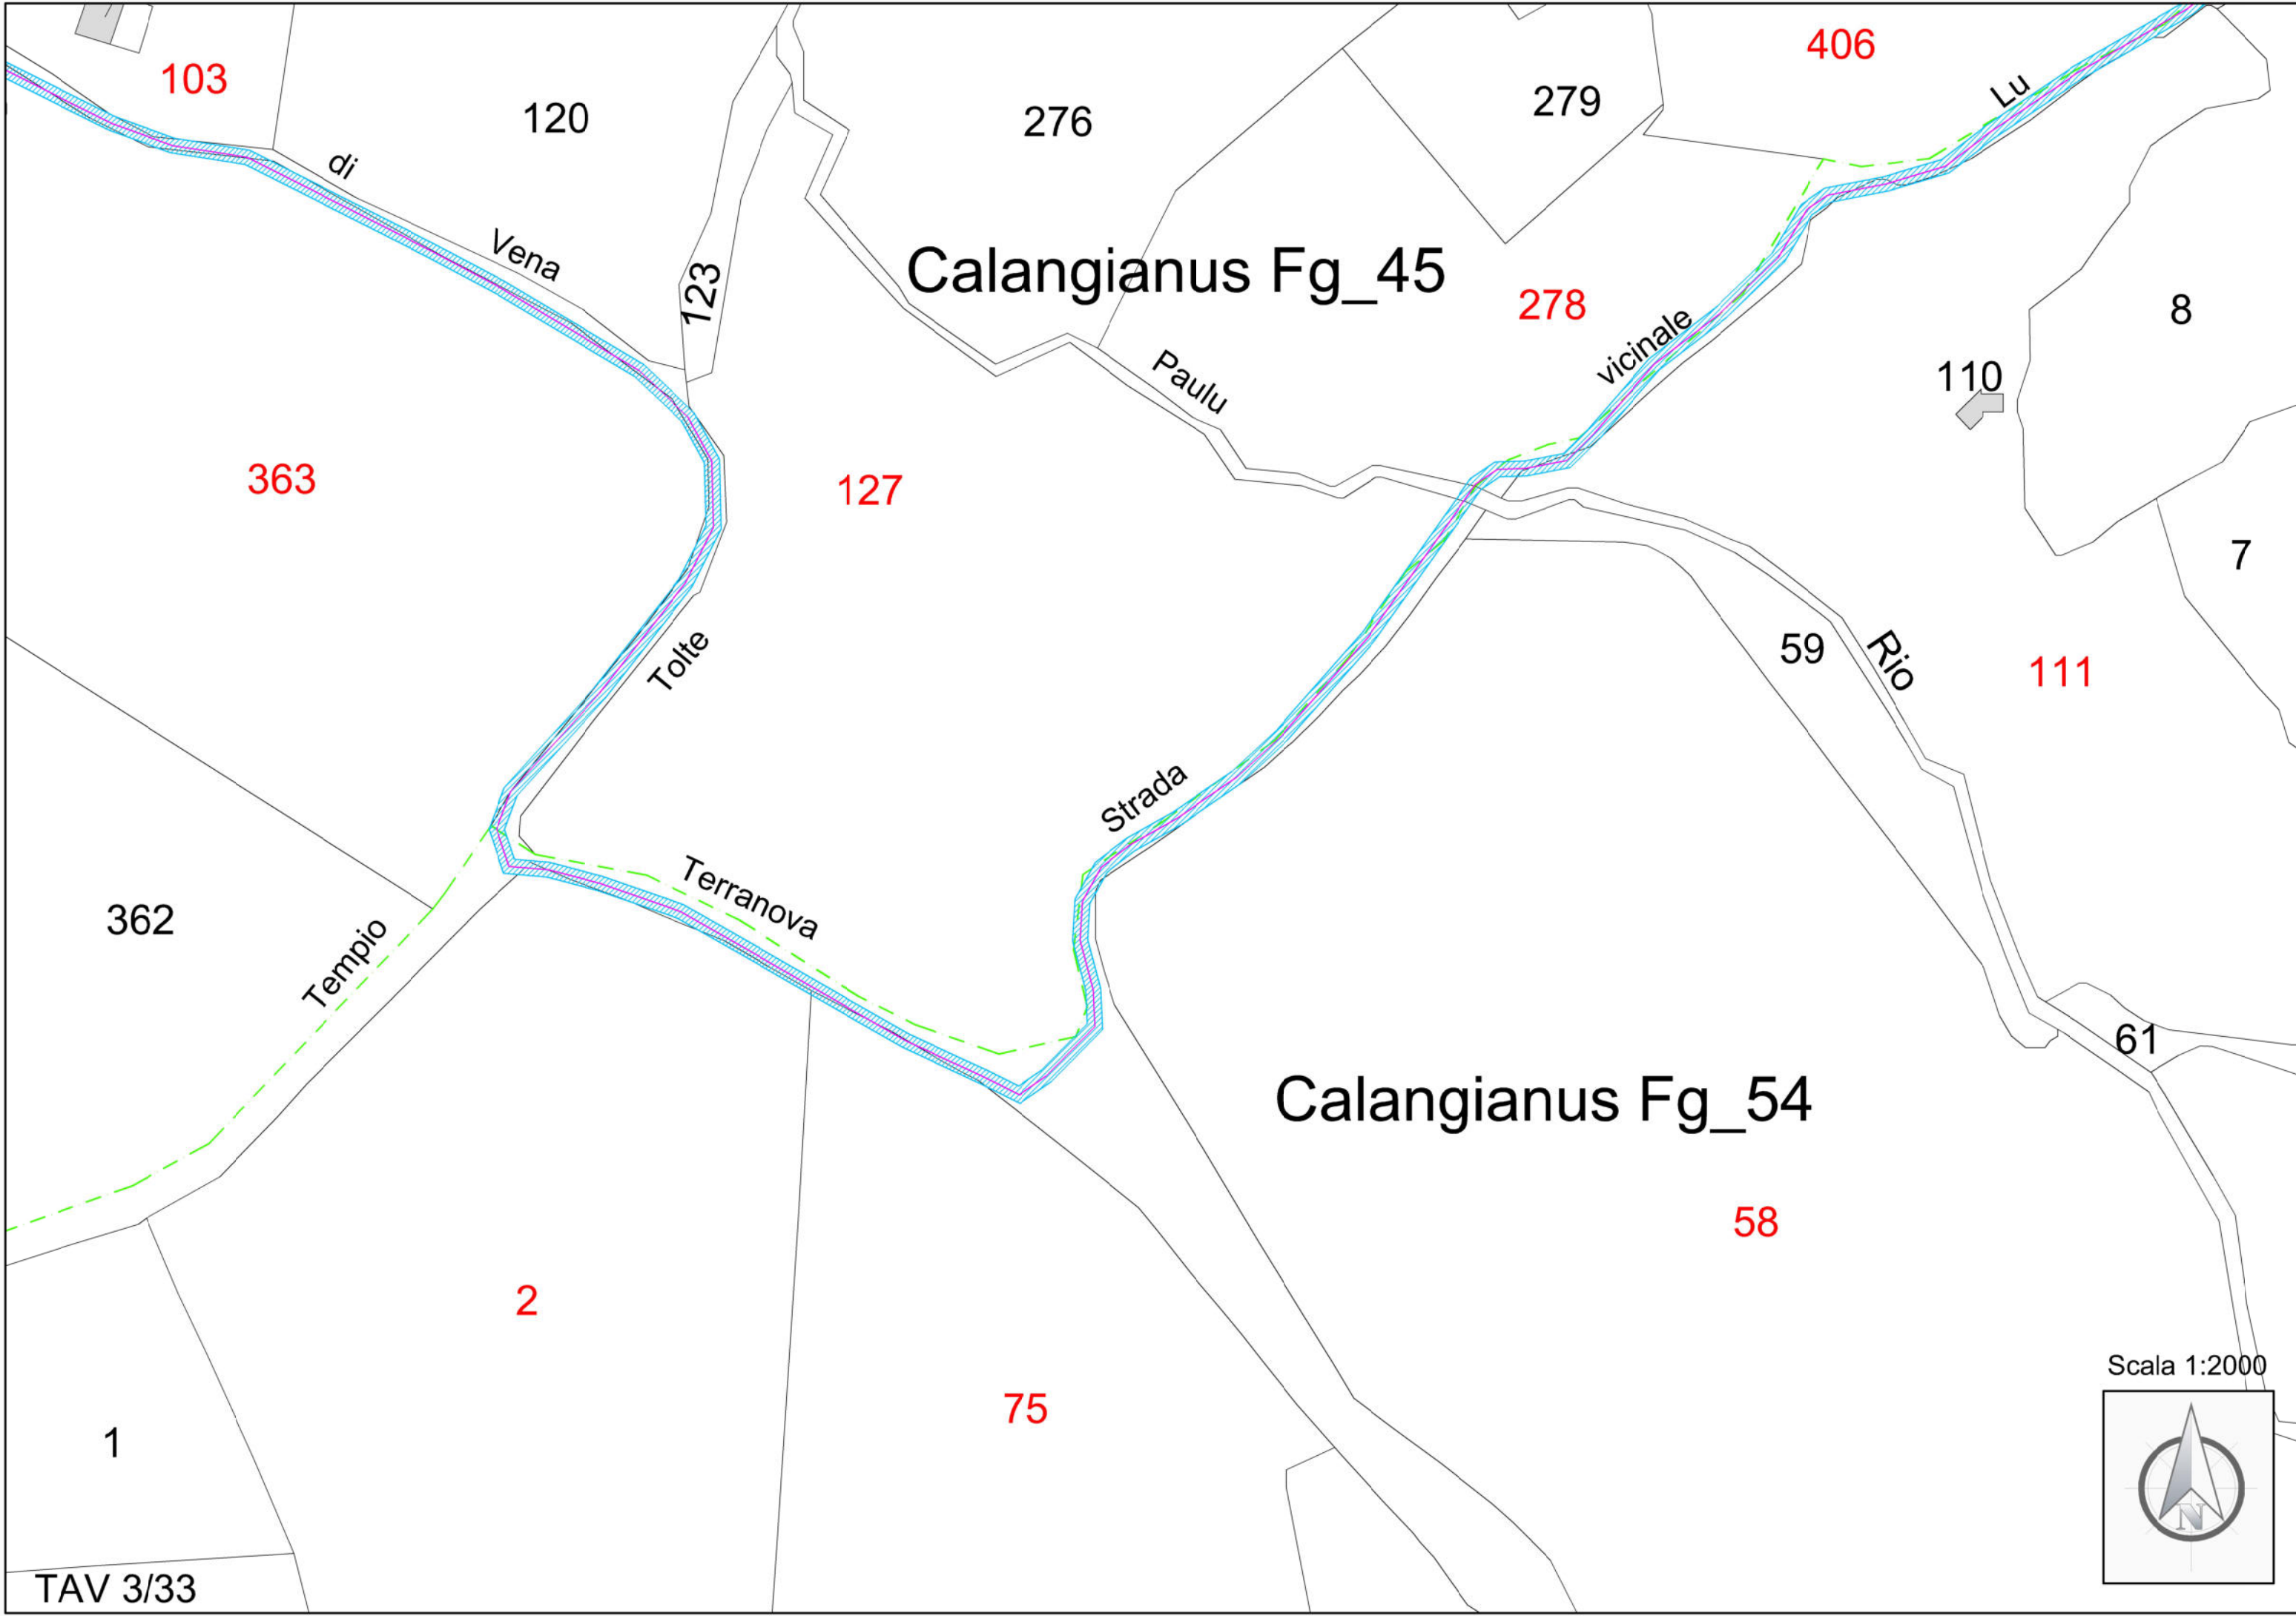 406
103
Lu
279
120
276
di
Vena
123
Calangianus Fg_45
278
8
vicinale
110
Paulu
363
127
7
Tolte
59
Rio
111
Strada
Terranova
362
Tempio
61
Calangianus Fg_54
58
2
Scala 1:2000
75
1
N
TAV 3/33